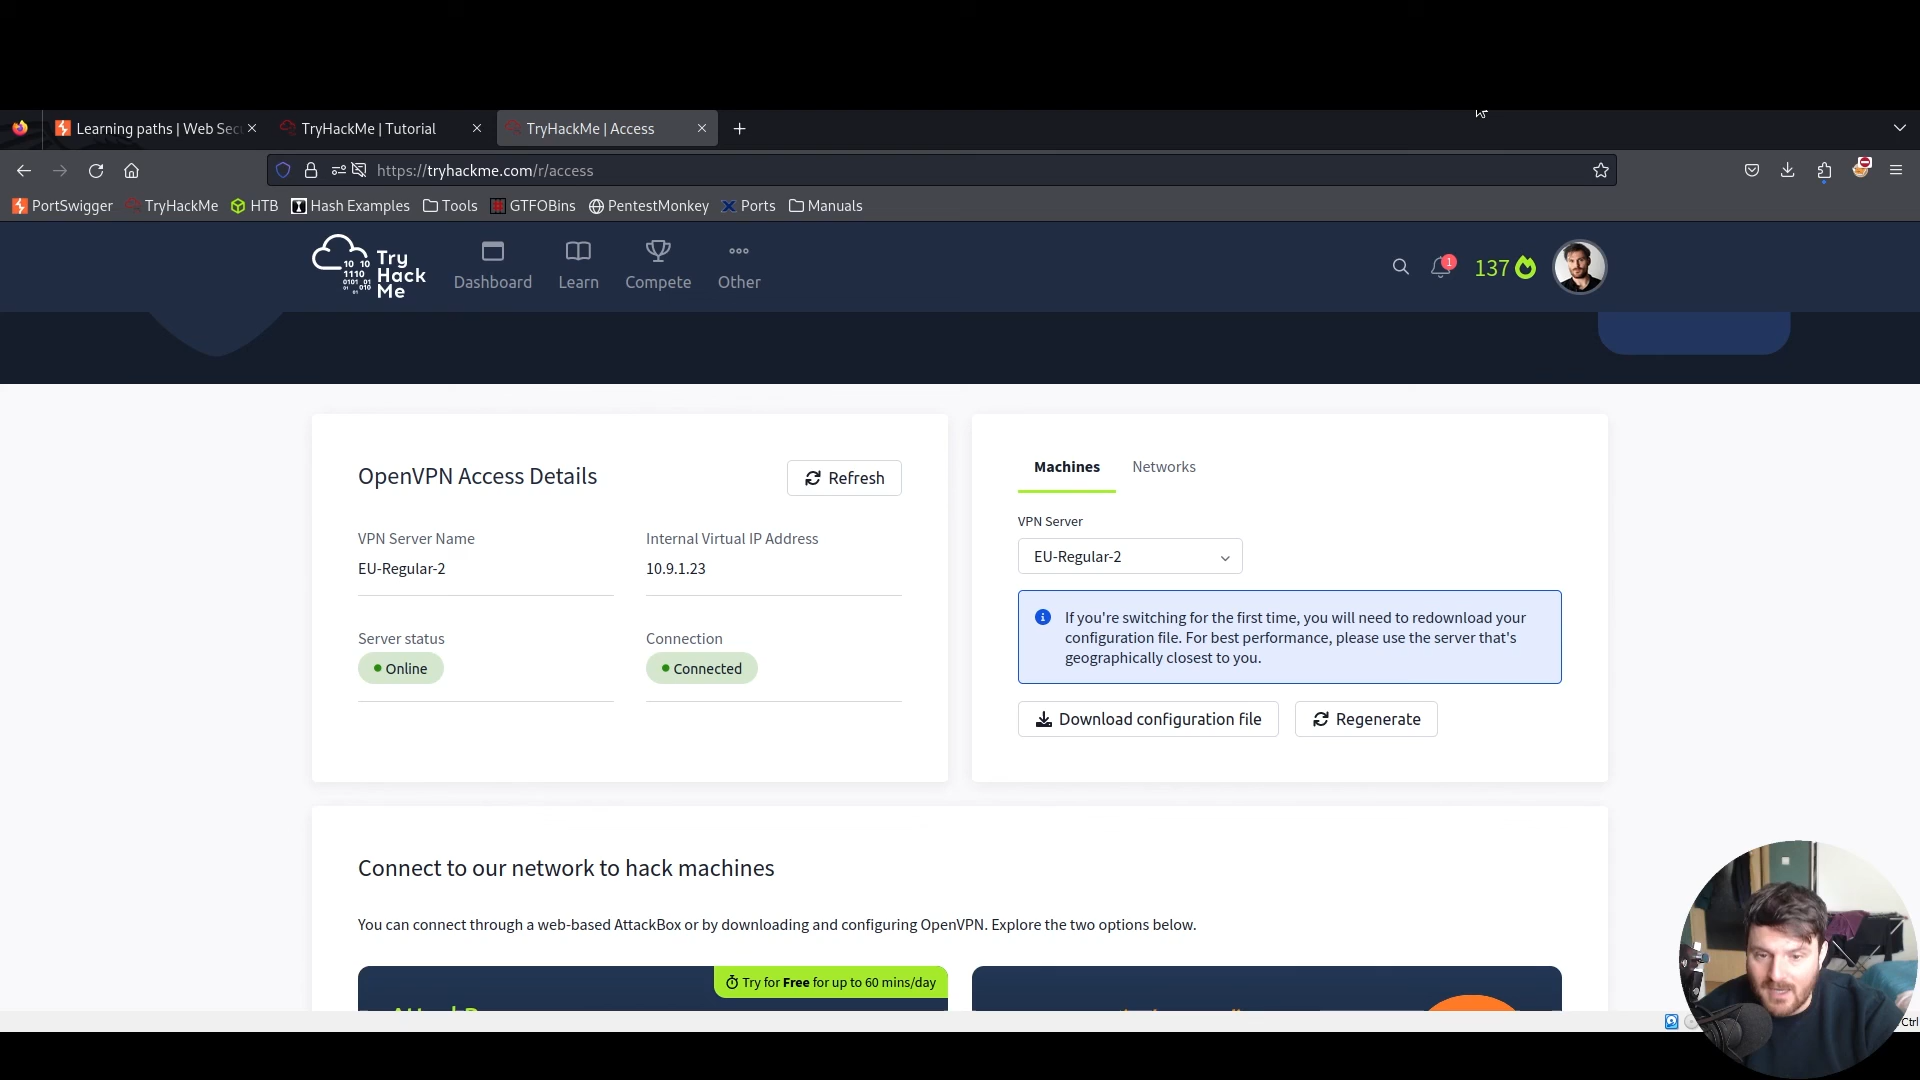 Learning paths | Web Sec
TryHackMe | Tutorial
TryHackMe | Access
https://tryhackme.com/r/access
PortSwigger
TryHackMe
HTB
Hash Examples
Tools
GTFOBins
PentestMonkey
Ports
Manuals
Try
Hack
Me
Dashboard
Learn
Compete
Other
1
137
OpenVPN Access Details
Refresh
VPN Server Name
EU-Regular-2
Internal Virtual IP Address
10.9.1.23
Server status
Online
Connection
Connected
Machines
Networks
VPN Server
EU-Regular-2
If you're switching for the first time, you will need to redownload your
configuration file. For best performance, please use the server that's
geographically closest to you.
Download configuration file
Regenerate
Connect to our network to hack machines
You can connect through a web-based AttackBox or by downloading and configuring OpenVPN. Explore the two options below.
Try for Free for up to 60 mins/day
Ctrl